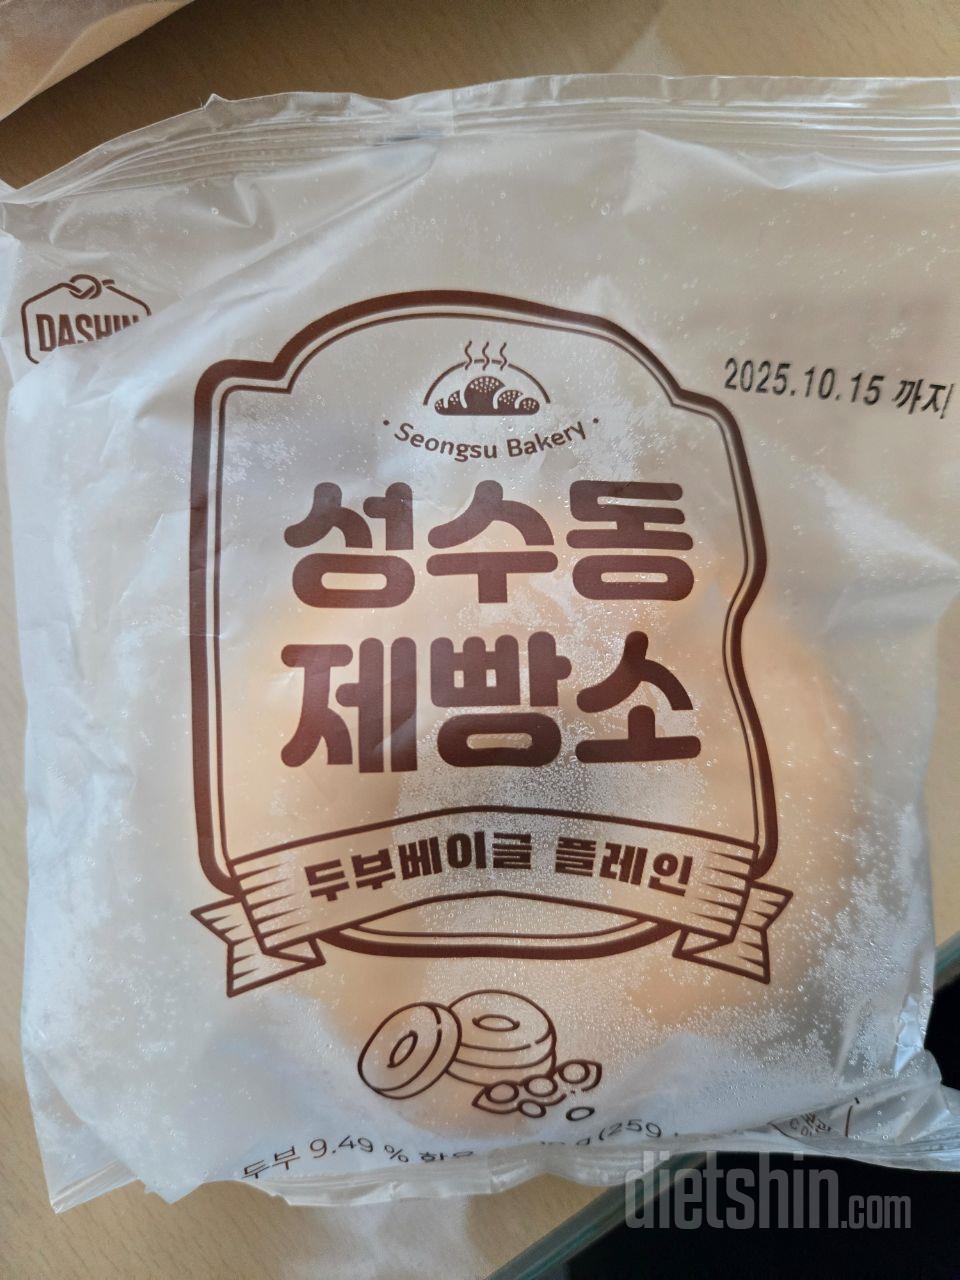 DASHIN
2025.10.15 까지
Seongsu Bakery
성수동
제빵소
두부베이글 플레인
두부 9.49 % (25g
dietshin.com